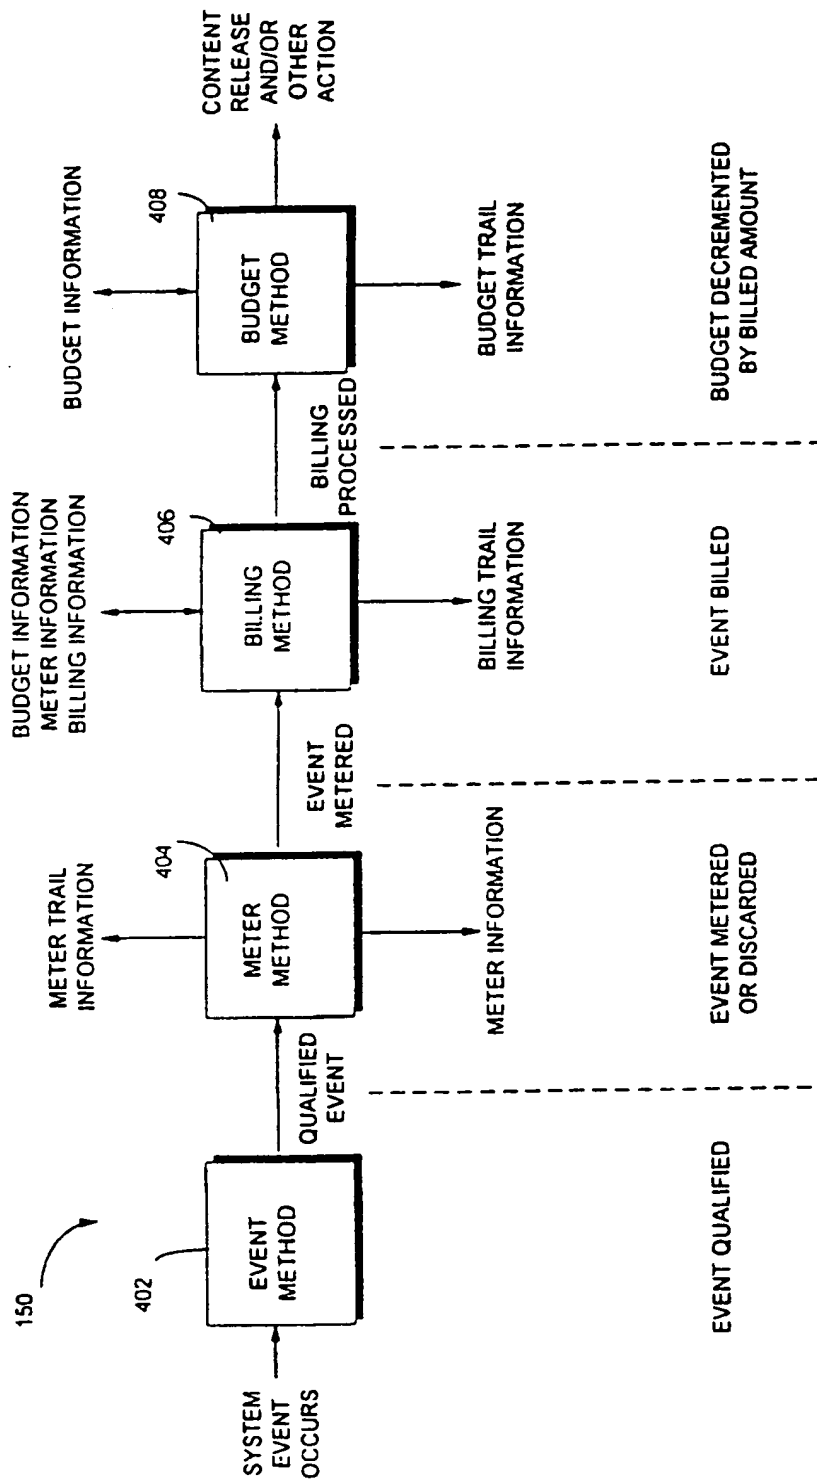 150
SYSTEM
EVENT
OCCURS
402
EVENT
METHOD
QUALIFIED
EVENT
EVENT QUALIFIED
METER TRAIL
INFORMATION
404
METER
METHOD
METER INFORMATION
EVENT METERED
OR DISCARDED
EVENT
METERED
BUDGET INFORMATION
METER INFORMATION
BILLING INFORMATION
406
BILLING
METHOD
BILLING TRAIL
INFORMATION
EVENT BILLED
BILLING
PROCESSED
BUDGET INFORMATION
408
BUDGET
METHOD
BUDGET TRAIL
INFORMATION
BUDGET DECREMENTED
BY BILLED AMOUNT
CONTENT
RELEASE
AND/OR
OTHER
ACTION